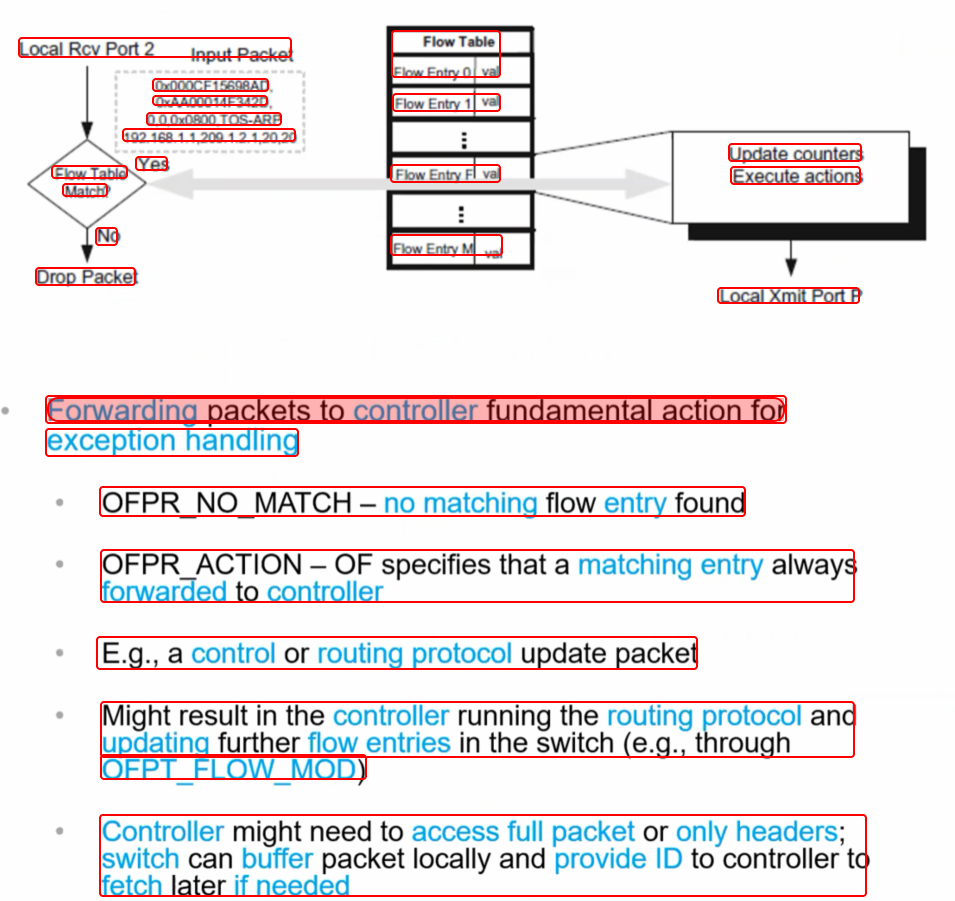 Local Rcv Port 2
Input Packet
0x000CF15698AD,
0xAA00014F342D,
0,0,0x0800,TOS-ARP
192.168.1.1,209.1.2.1,20,20
Flow Table
Match?
Yes
No
Drop Packet
Flow Table
Flow Entry 0 val
Flow Entry 1 val
Flow Entry F val
Flow Entry M val
Update counters
Execute actions
Local Xmit Port P
• Forwarding packets to controller fundamental action for
exception handling
• OFPR_NO_MATCH – no matching flow entry found
• OFPR_ACTION – OF specifies that a matching entry always
forwarded to controller
• E.g., a control or routing protocol update packet
• Might result in the controller running the routing protocol and
updating further flow entries in the switch (e.g., through
OFPT_FLOW_MOD)
• Controller might need to access full packet or only headers;
switch can buffer packet locally and provide ID to controller to
fetch later if needed